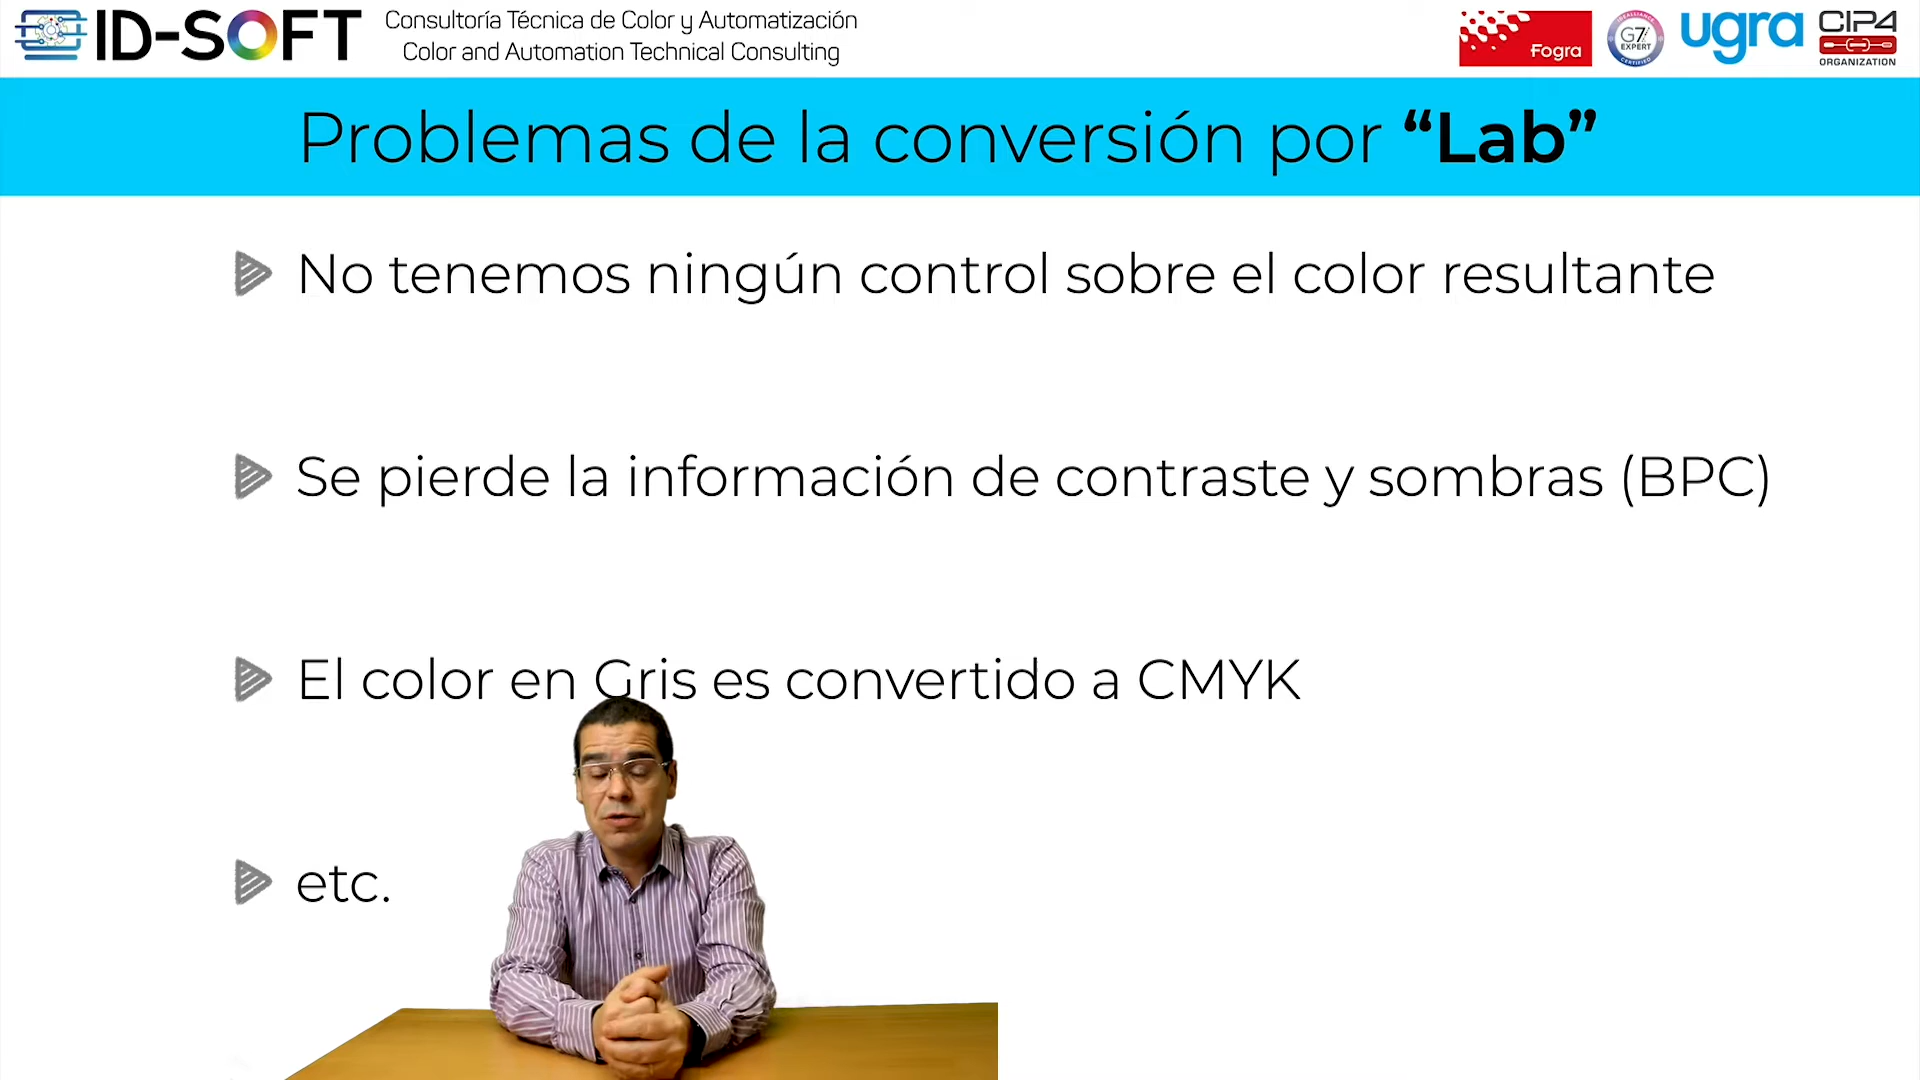 ID-SOFT
Consultoría Técnica de Color y Automatización
Color and Automation Technical Consulting
Fogra
IDEALLIANCE
G7
EXPERT
CERTIFIED
ugra
CIP4
ORGANIZATION
Problemas de la conversión por “Lab”
No tenemos ningún control sobre el color resultante
Se pierde la información de contraste y sombras (BPC)
El color en Gris es convertido a CMYK
etc.